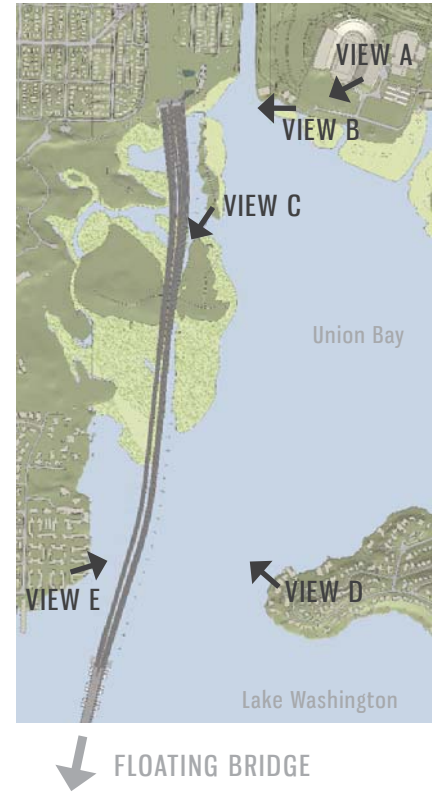 VIEW A
VIEW B
VIEW C
Union Bay
VIEW D
VIEW E
Lake Washington
FLOATING BRIDGE